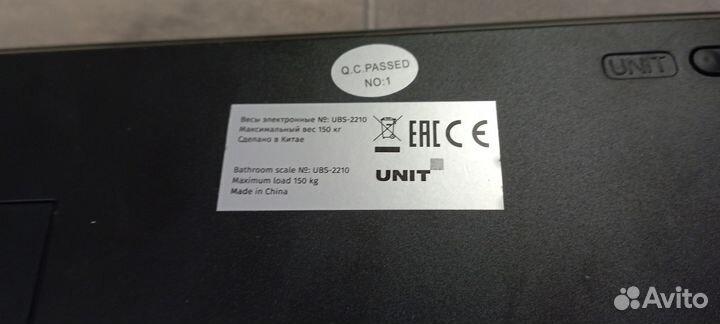 Q.C.PASSED
NO:1
UNIT
Весы электронные №: UBS-2210
Максимальный вес 150 кг
Сделано в Китае
EAC CE
Bathroom scale №: UBS-2210
Maximum load 150 kg
Made in China
UNIT
Avito